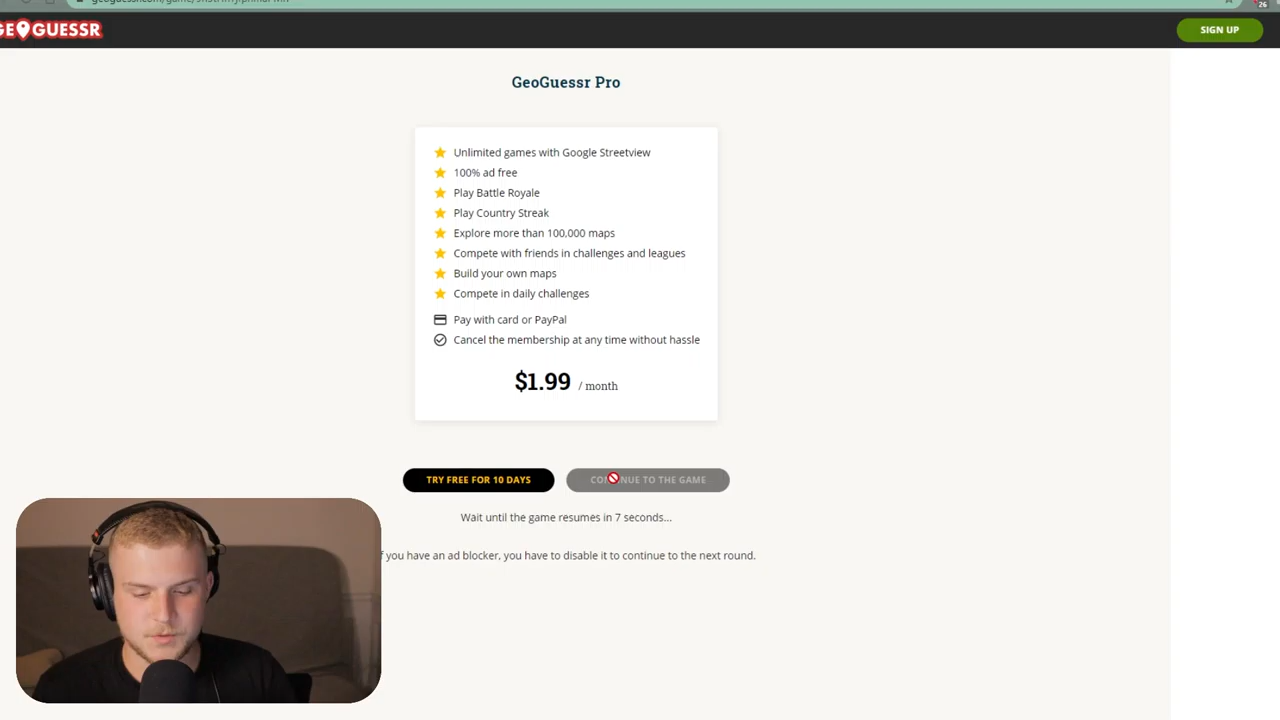 GEOGUESSR
26
SIGN UP
GeoGuessr Pro
Unlimited games with Google Streetview
100% ad free
Play Battle Royale
Play Country Streak
Explore more than 100,000 maps
Compete with friends in challenges and leagues
Build your own maps
Compete in daily challenges
Pay with card or PayPal
Cancel the membership at any time without hassle
$1.99 / month
TRY FREE FOR 10 DAYS
CONTINUE TO THE GAME
Wait until the game resumes in 7 seconds...
f you have an ad blocker, you have to disable it to continue to the next round.